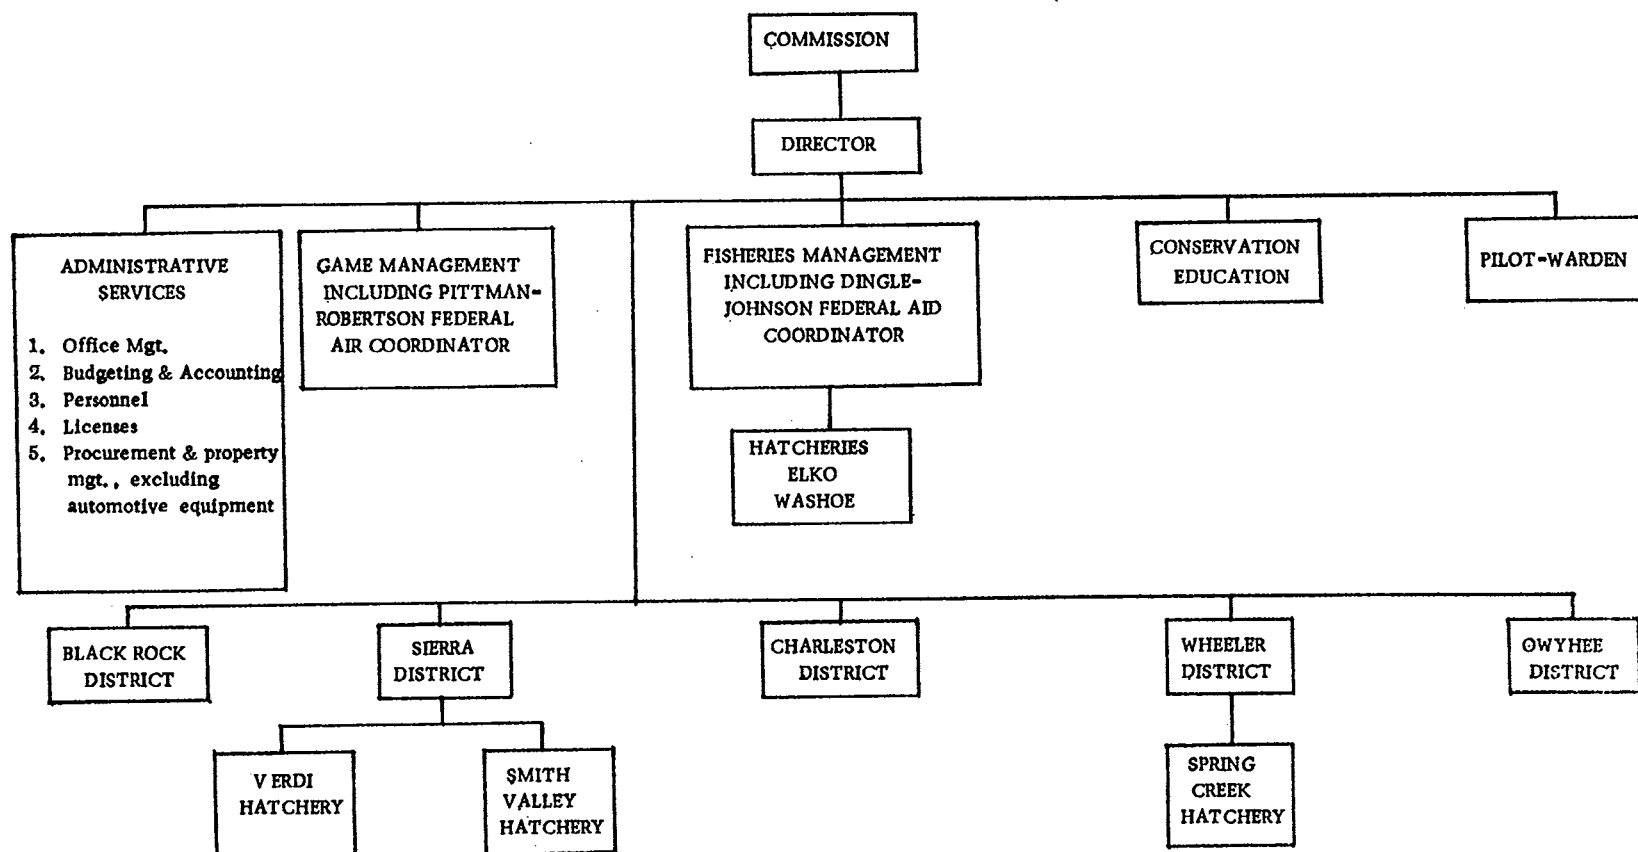 COMMISSION
DIRECTOR
ADMINISTRATIVE
SERVICES
1. Office Mgt.
2. Budgeting & Accounting
3. Personnel
4. Licenses
5. Procurement & property
mgt., excluding
automotive equipment
GAME MANAGEMENT
INCLUDING PITTMAN-
ROBERTSON FEDERAL
AIR COORDINATOR
FISHERIES MANAGEMENT
INCLUDING DINGLE-
JOHNSON FEDERAL AID
COORDINATOR
HATCHERIES
ELKO
WASHOE
CONSERVATION
EDUCATION
PILOT-WARDEN
BLACK ROCK
DISTRICT
SIERRA
DISTRICT
VERDI
HATCHERY
SMITH
VALLEY
HATCHERY
CHARLESTON
DISTRICT
WHEELER
DISTRICT
SPRING
CREEK
HATCHERY
OWYHEE
DISTRICT